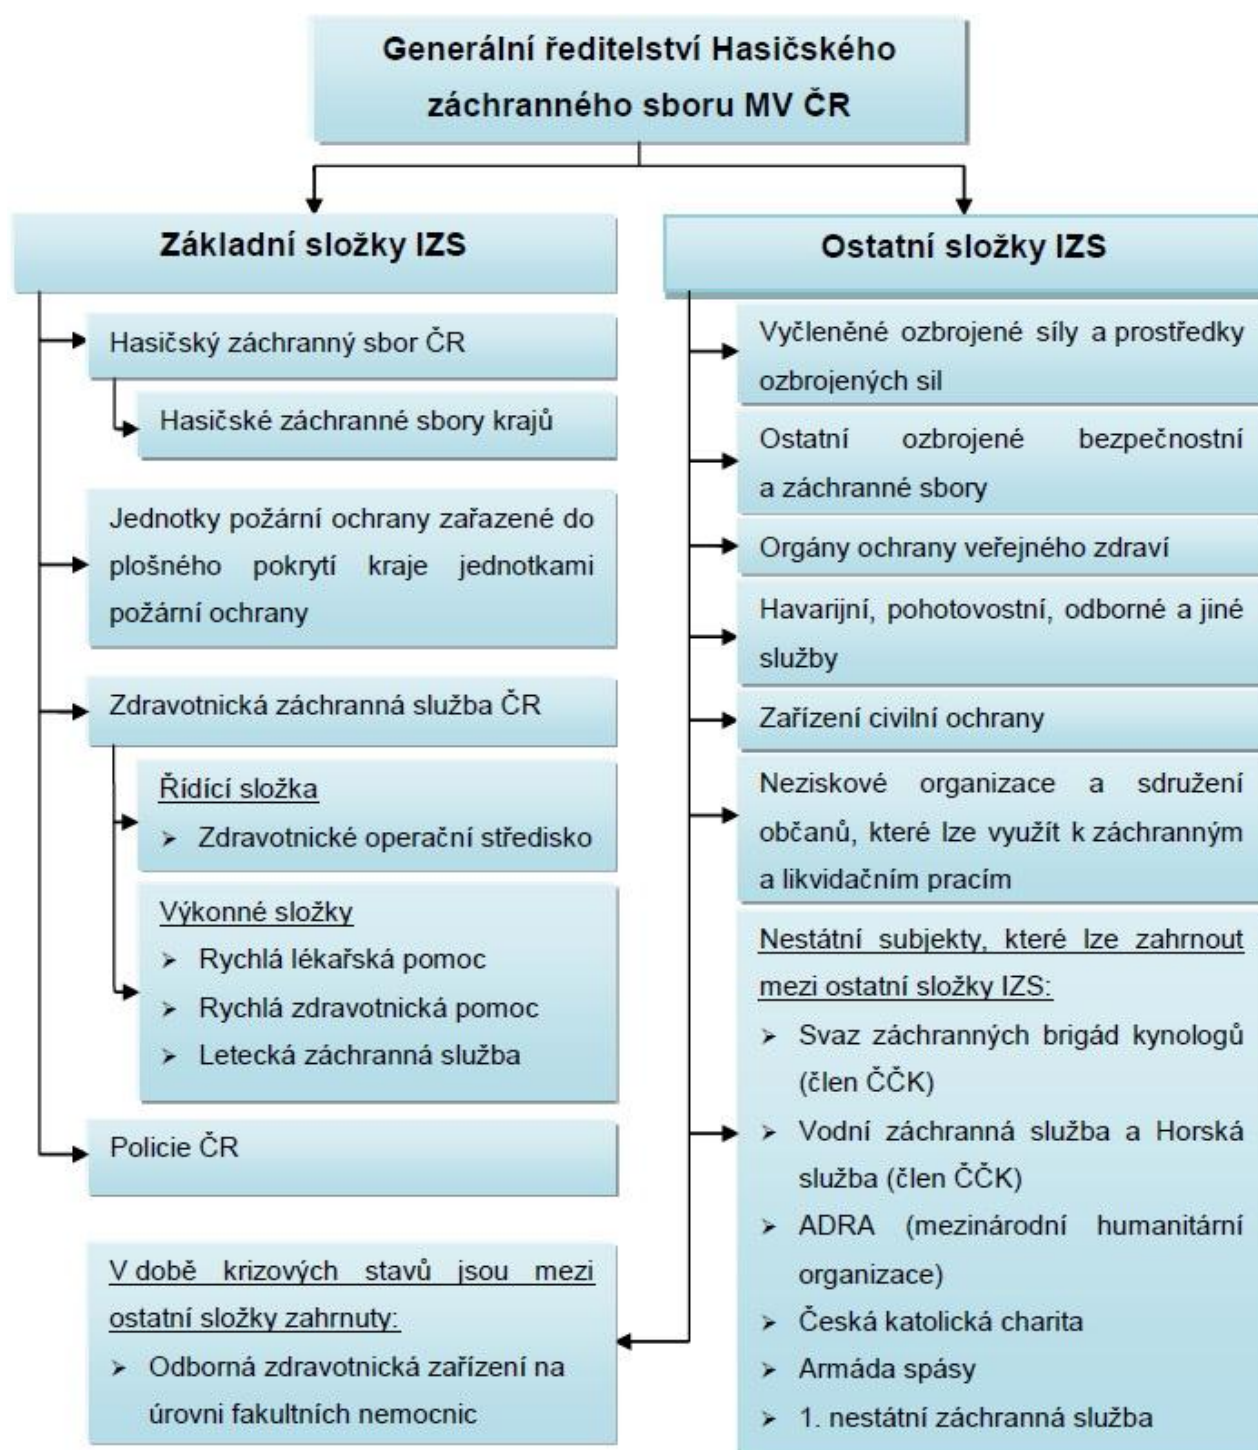 Generální ředitelství Hasičského
záchranného sboru MV ČR
Základní složky IZS
Hasičský záchranný sbor ČR
Hasičské záchranné sbory krajů
Jednotky požární ochrany zařazené do
plošného pokrytí kraje jednotkami
požární ochrany
Zdravotnická záchranná služba ČR
Řídící složka
➢ Zdravotnické operační středisko
Výkonné složky
➢ Rychlá lékařská pomoc
➢ Rychlá zdravotnická pomoc
➢ Letecká záchranná služba
Policie ČR
V době krizových stavů jsou mezi
ostatní složky zahrnuty:
➢ Odborná zdravotnická zařízení na
úrovni fakultních nemocnic
Ostatní složky IZS
Vyčleněné ozbrojené síly a prostředky
ozbrojených sil
Ostatní ozbrojené bezpečnostní
a záchranné sbory
Orgány ochrany veřejného zdraví
Havarijní, pohotovostní, odborné a jiné
služby
Zařízení civilní ochrany
Neziskové organizace a sdružení
občanů, které lze využít k záchranným
a likvidačním pracím
Nestátní subjekty, které lze zahrnout
mezi ostatní složky IZS:
➢ Svaz záchranných brigád kynologů
(člen ČČK)
➢ Vodní záchranná služba a Horská
služba (člen ČČK)
➢ ADRA (mezinárodní humanitární
organizace)
➢ Česká katolická charita
➢ Armáda spásy
➢ 1. nestátní záchranná služba